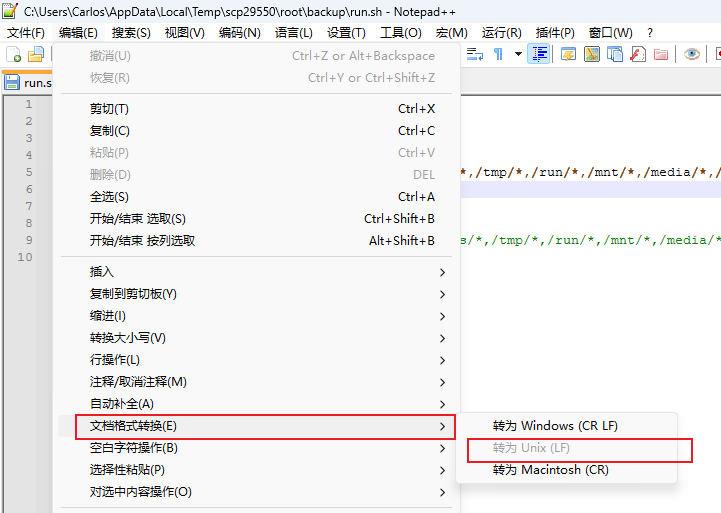 C:\Users\Carlos\AppData\Local\Temp\scp29550\root\backup\run.sh - Notepad++
文件(F) 编辑(E) 搜索(S) 视图(V) 编码(N) 语言(L) 设置(T) 工具(O) 宏(M) 运行(R) 插件(P) 窗口(W) ?
撤消(U) Ctrl+Z or Alt+Backspace
恢复(R) Ctrl+Y or Ctrl+Shift+Z
run.s
1
剪切(T) Ctrl+X
2
复制(C) Ctrl+C
3
粘贴(P) Ctrl+V
4
删除(D) DEL
5
*,/tmp/*,/run/*,/mnt/*,/media/*,/
6
全选(S) Ctrl+A
7
开始/结束 选取(S) Ctrl+Shift+B
8
开始/结束 按列选取 Alt+Shift+B
9
s/*,/tmp/*,/run/*,/mnt/*,/media/*
10
插入
复制到剪切板(Y)
缩进(I)
转换大小写(V)
行操作(L)
注释/取消注释(M)
自动补全(A)
文档格式转换(E)
转为 Windows (CR LF)
空白字符操作(B)
转为 Unix (LF)
选择性粘贴(P)
转为 Macintosh (CR)
对选中内容操作(O)